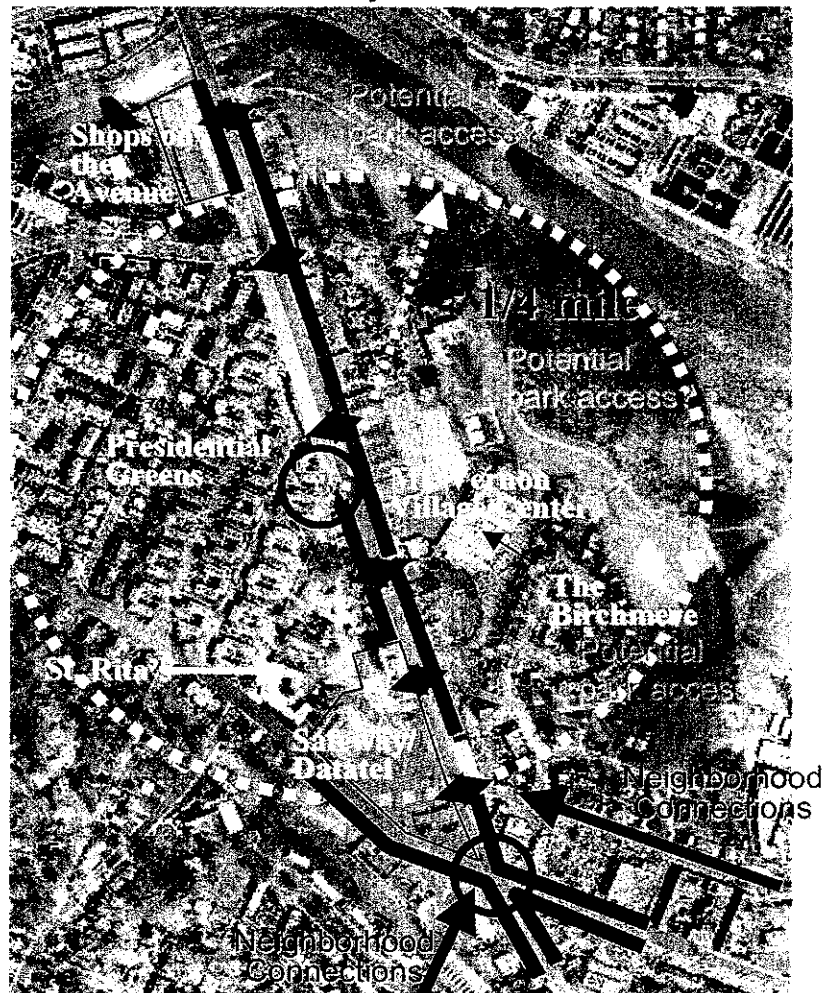 Potential
park access
Shops on
the
Avenue
1/4 mile
Potential
park access
Presidential
Greens
Mt. Vernon
Village Center
The
Birchmere
St. Rita's
Potential
park access
Safeway/
Datatel
Neighborhood
Connections
Neighborhood
Connections